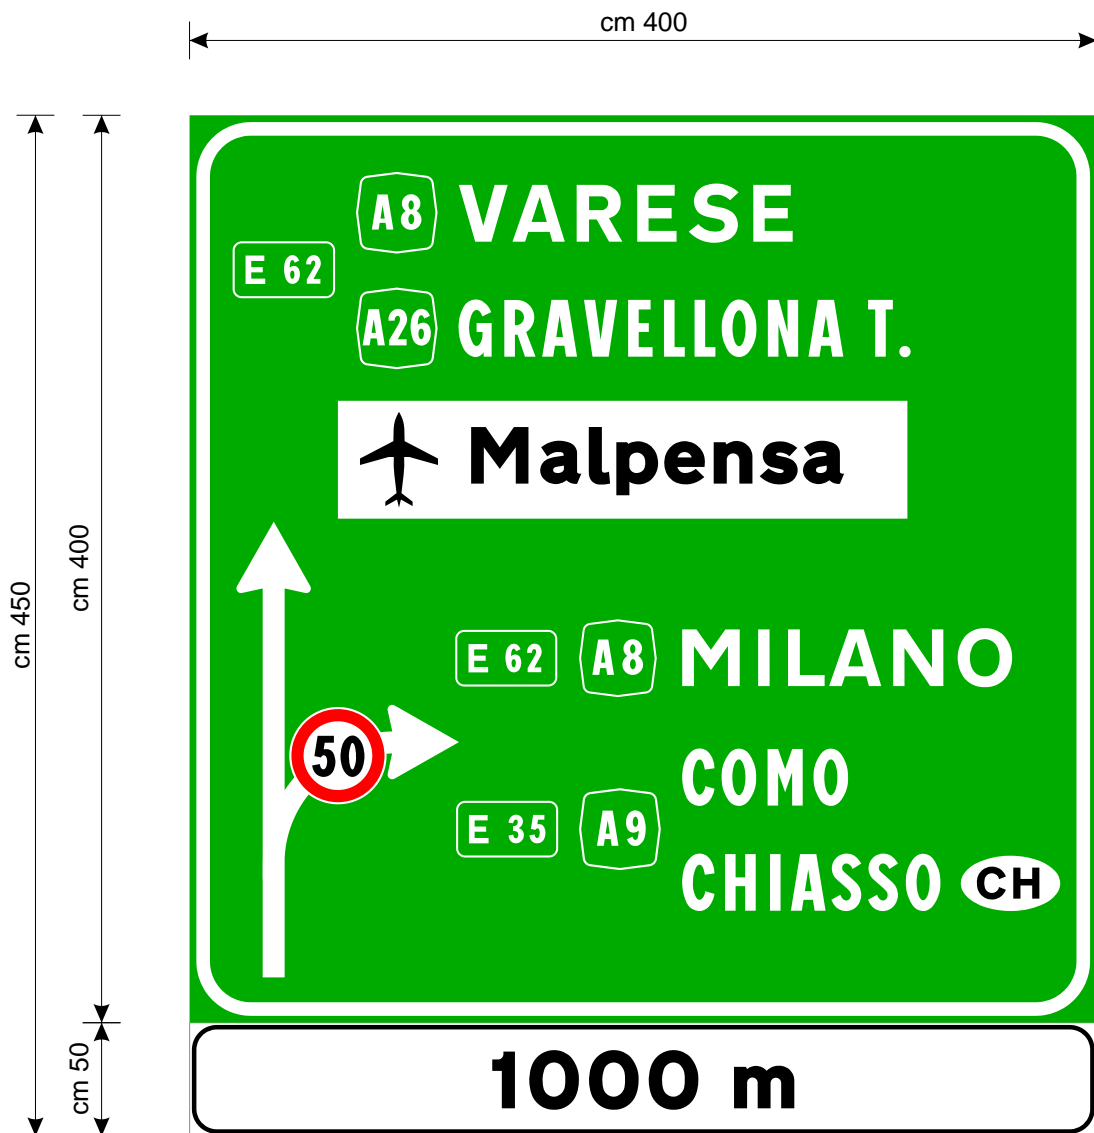 cm 400
A8 VARESE
E 62
A26 GRAVELLONA T.
Malpensa
cm 450
cm 400
E 62 A8 MILANO
50
COMO
E 35 A9
CHIASSO CH
cm 50
1000 m